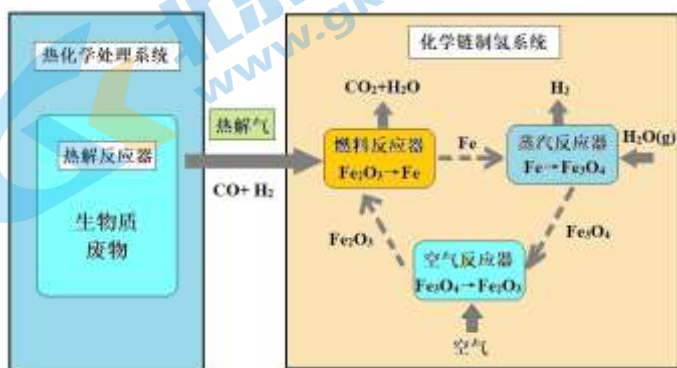 热化学处理系统
热解反应器
生物质
废物
热解气
CO+ H₂
化学链制氢系统
CO₂+H₂O
H₂
燃料反应器
Fe₂O₃→Fe
Fe
蒸汽反应器
Fe→Fe₃O₄
H₂O(g)
Fe₂O₃
Fe₃O₄
空气反应器
Fe₃O₄→Fe₂O₃
空气
www.gk